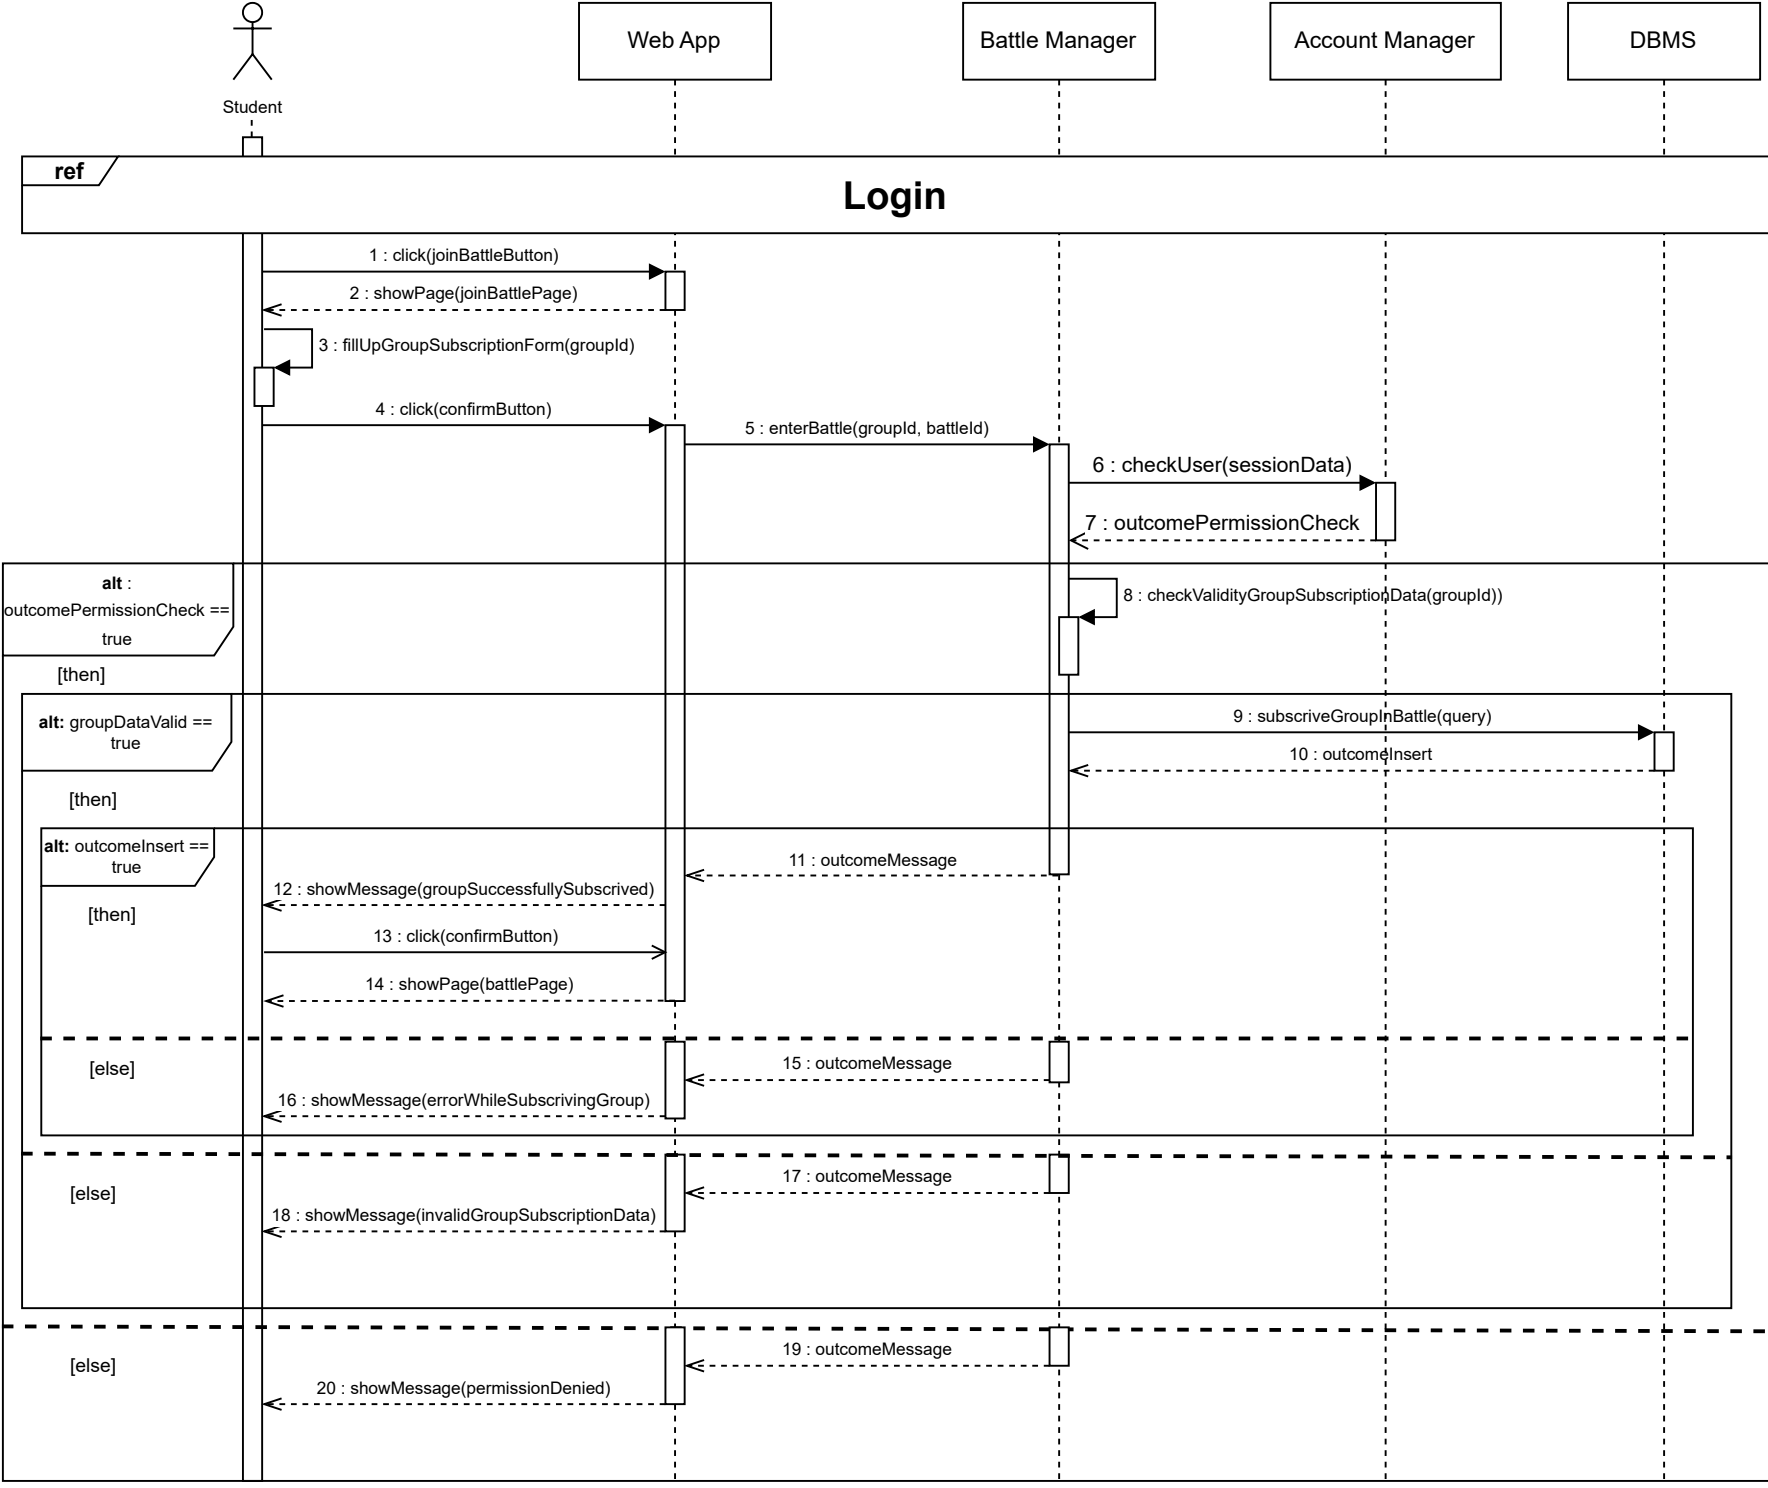 Web App
Battle Manager
Account Manager
DBMS
Student
ref
Login
1 : click(joinBattleButton)
2 : showPage(joinBattlePage)
3 : fillUpGroupSubscriptionForm(groupId)
4 : click(confirmButton)
5 : enterBattle(groupId, battleId)
6 : checkUser(sessionData)
7 : outcomePermissionCheck
alt :
outcomePermissionCheck ==
true
8 : checkValidityGroupSubscriptionData(groupId))
[then]
alt: groupDataValid ==
true
9 : subscriveGroupInBattle(query)
10 : outcomeInsert
[then]
alt: outcomeInsert ==
true
11 : outcomeMessage
12 : showMessage(groupSuccessfullySubscrived)
[then]
13 : click(confirmButton)
14 : showPage(battlePage)
[else]
15 : outcomeMessage
16 : showMessage(errorWhileSubscrivingGroup)
17 : outcomeMessage
[else]
18 : showMessage(invalidGroupSubscriptionData)
19 : outcomeMessage
[else]
20 : showMessage(permissionDenied)